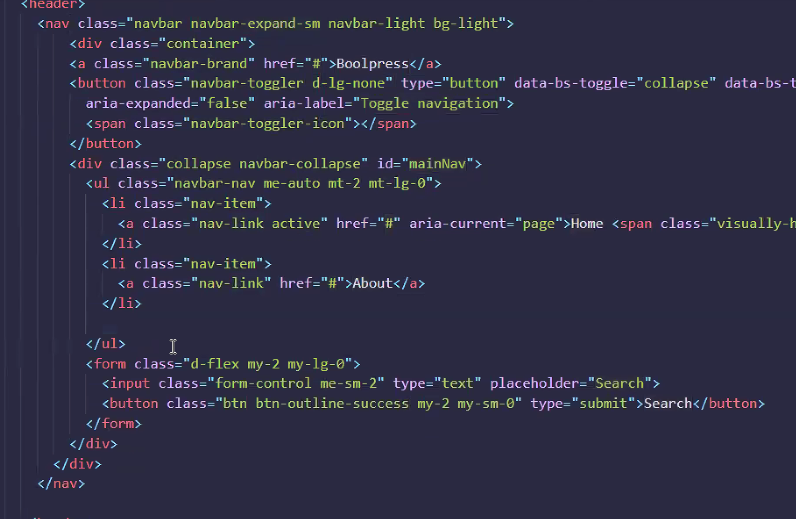 <header>
<nav class="navbar navbar-expand-sm navbar-light bg-light">
<div class="container">
<a class="navbar-brand" href="#">Boolpress</a>
<button class="navbar-toggler d-lg-none" type="button" data-bs-toggle="collapse" data-bs-t
aria-expanded="false" aria-label="Toggle navigation">
<span class="navbar-toggler-icon"></span>
</button>
<div class="collapse navbar-collapse" id="mainNav">
<ul class="navbar-nav me-auto mt-2 mt-lg-0">
<li class="nav-item">
<a class="nav-link active" href="#" aria-current="page">Home <span class="visually-h
</li>
<li class="nav-item">
<a class="nav-link" href="#">About</a>
</li>
</ul>
<form class="d-flex my-2 my-lg-0">
<input class="form-control me-sm-2" type="text" placeholder="Search">
<button class="btn btn-outline-success my-2 my-sm-0" type="submit">Search</button>
</form>
</div>
</div>
</nav>